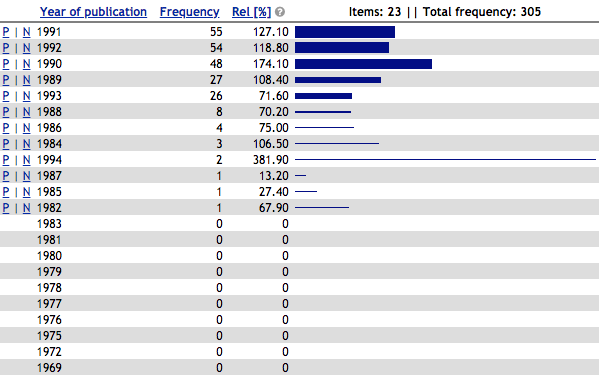 Year of publication Frequency Rel [%] ? Items: 23 || Total frequency: 305
P | N 1991 55 127.10
P | N 1992 54 118.80
P | N 1990 48 174.10
P | N 1989 27 108.40
P | N 1993 26 71.60
P | N 1988 8 70.20
P | N 1986 4 75.00
P | N 1984 3 106.50
P | N 1994 2 381.90
P | N 1987 1 13.20
P | N 1985 1 27.40
P | N 1982 1 67.90
1983 0 0
1981 0 0
1980 0 0
1979 0 0
1978 0 0
1977 0 0
1976 0 0
1975 0 0
1972 0 0
1969 0 0